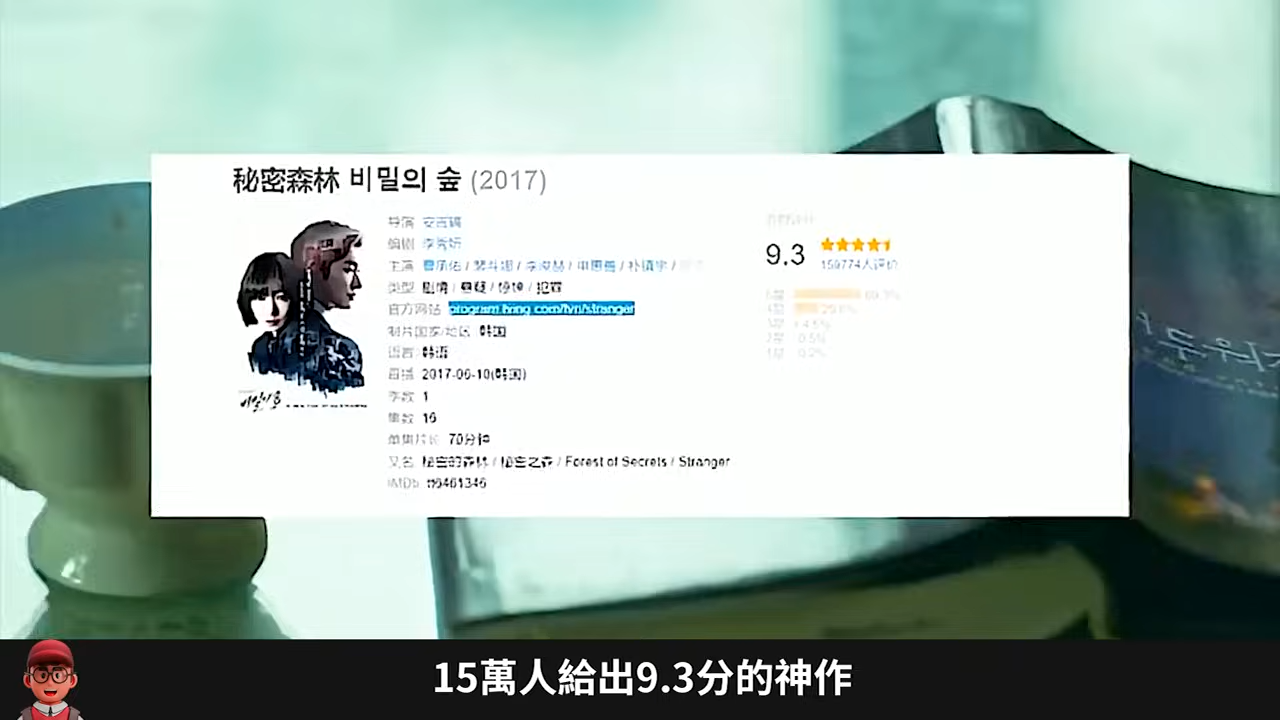 秘密森林 비밀의 숲 (2017)
导演 安吉镐
编剧 李秀妍
主演 曹承佑 / 裴斗娜 / 李浚赫 / 申惠善 / 朴镇宇 /
类型 剧情 / 悬疑 / 惊悚 / 犯罪
官方网站 program.tving.com/tvn/stranger
制片国家/地区 韩国
语言 韩语
首播 2017-06-10(韩国)
季数 1
集数 16
单集片长 70分钟
又名 秘密的森林 / 秘密之森 / Forest of Secrets / Stranger
IMDb tt6461346
9.3
159774人评价
15萬人給出9.3分的神作